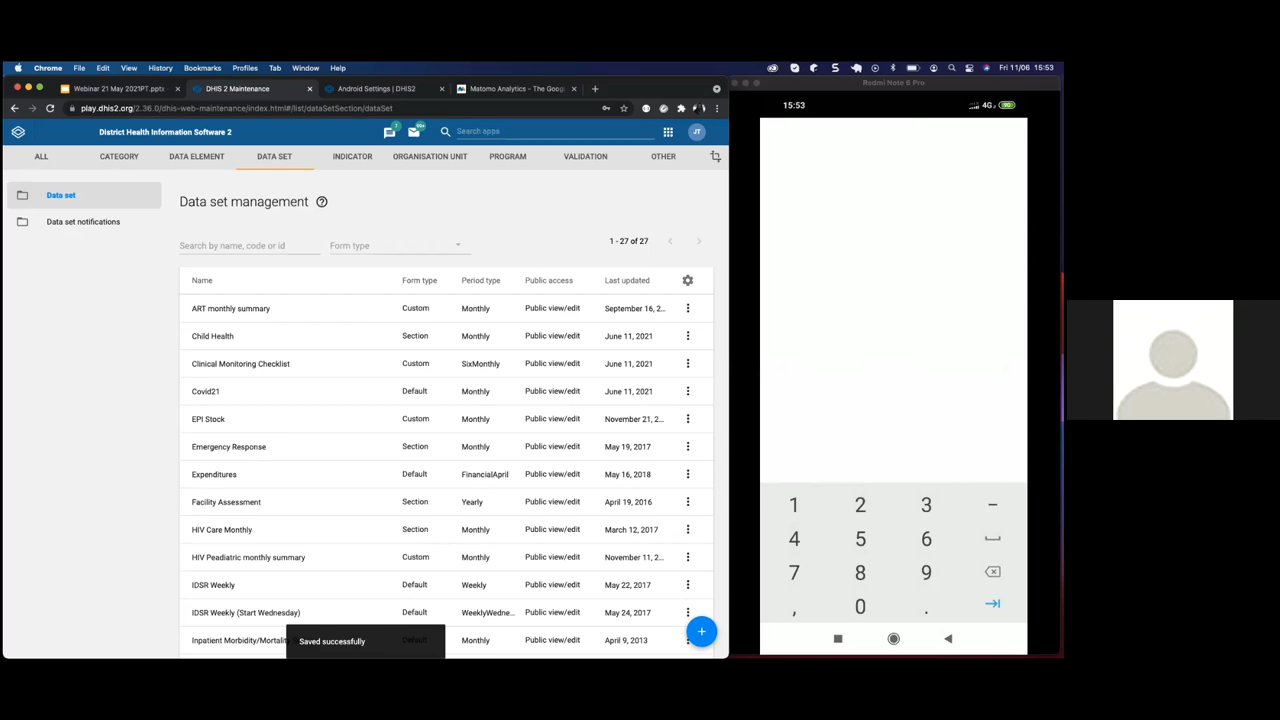 Chrome File Edit View History Bookmarks Profiles Tab Window Help Fri 11/06 15:53
Redmi Note 9 Pro
Webinar 21 May 2021PT.pptx DHIS 2 Maintenance Android Settings | DHIS2 Matomo Analytics - The Goog
play.dhis2.org/2.36.0/dhis-web-maintenance/index.html#/list/dataSetSection/dataSet
15:53 4G
District Health Information Software 2 7 99+ Search apps JT
ALL CATEGORY DATA ELEMENT DATA SET INDICATOR ORGANISATION UNIT PROGRAM VALIDATION OTHER
Data set
Data set notifications
Data set management
Search by name, code or id Form type 1 - 27 of 27
Name Form type Period type Public access Last updated
ART monthly summary Custom Monthly Public view/edit September 16, 2...
Child Health Section Monthly Public view/edit June 11, 2021
Clinical Monitoring Checklist Custom SixMonthly Public view/edit June 11, 2021
Covid21 Default Monthly Public view/edit June 11, 2021
EPI Stock Custom Monthly Public view/edit November 21, 2...
Emergency Response Section Monthly Public view/edit May 19, 2017
Expenditures Default FinancialApril Public view/edit May 16, 2018
Facility Assessment Section Yearly Public view/edit April 19, 2016
HIV Care Monthly Section Monthly Public view/edit March 12, 2017
HIV Peadiatric monthly summary Custom Monthly Public view/edit November 11, 2...
IDSR Weekly Default Weekly Public view/edit May 22, 2017
IDSR Weekly (Start Wednesday) Default WeeklyWedne... Public view/edit May 24, 2017
Inpatient Morbidity/Mortality Default Monthly Public view/edit April 9, 2013
Saved successfully
+
1 2 3 -
4 5 6
7 8 9
, 0 .